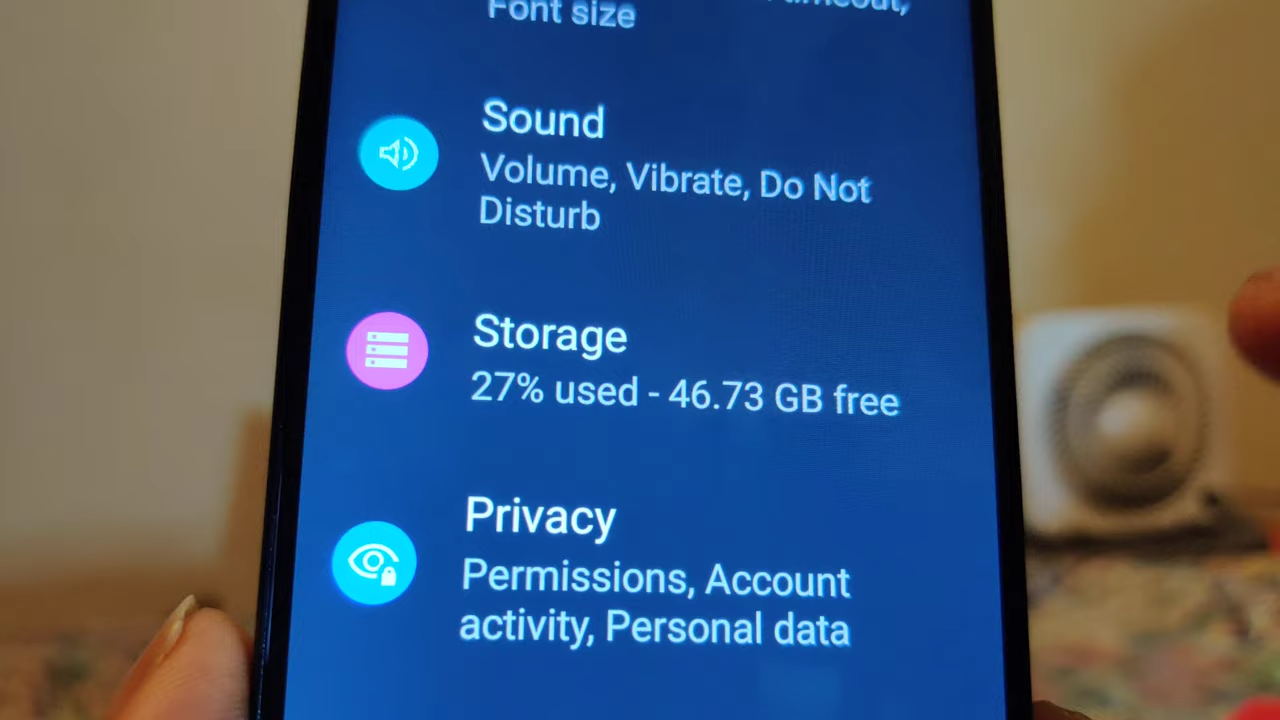 Font size
timeout,
Sound
Volume, Vibrate, Do Not
Disturb
Storage
27% used - 46.73 GB free
Privacy
Permissions, Account
activity, Personal data